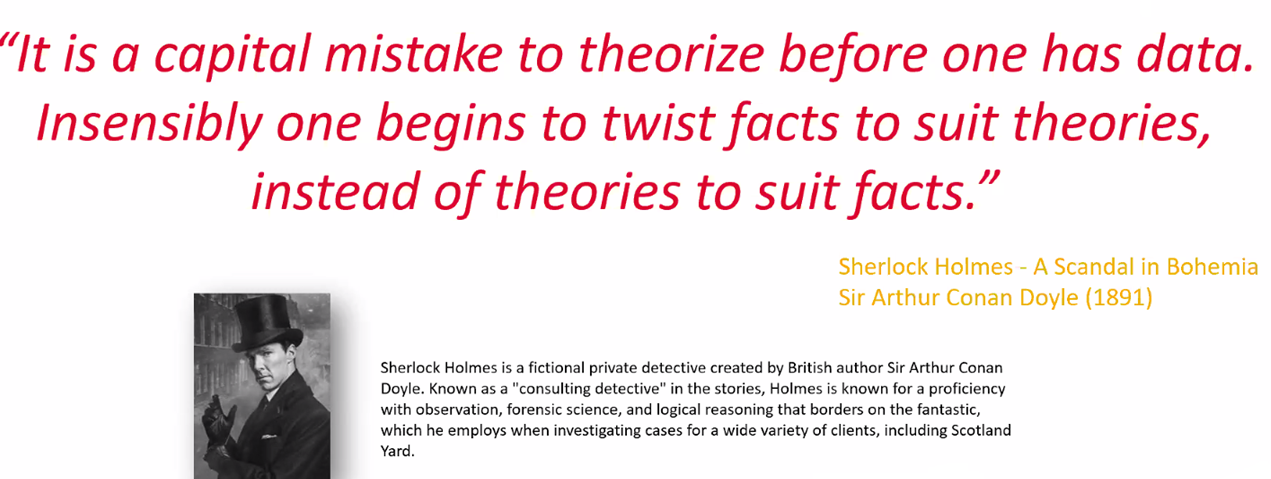 “It is a capital mistake to theorize before one has data.
Insensibly one begins to twist facts to suit theories,
instead of theories to suit facts.”
Sherlock Holmes - A Scandal in Bohemia
Sir Arthur Conan Doyle (1891)
Sherlock Holmes is a fictional private detective created by British author Sir Arthur Conan
Doyle. Known as a "consulting detective" in the stories, Holmes is known for a proficiency
with observation, forensic science, and logical reasoning that borders on the fantastic,
which he employs when investigating cases for a wide variety of clients, including Scotland
Yard.